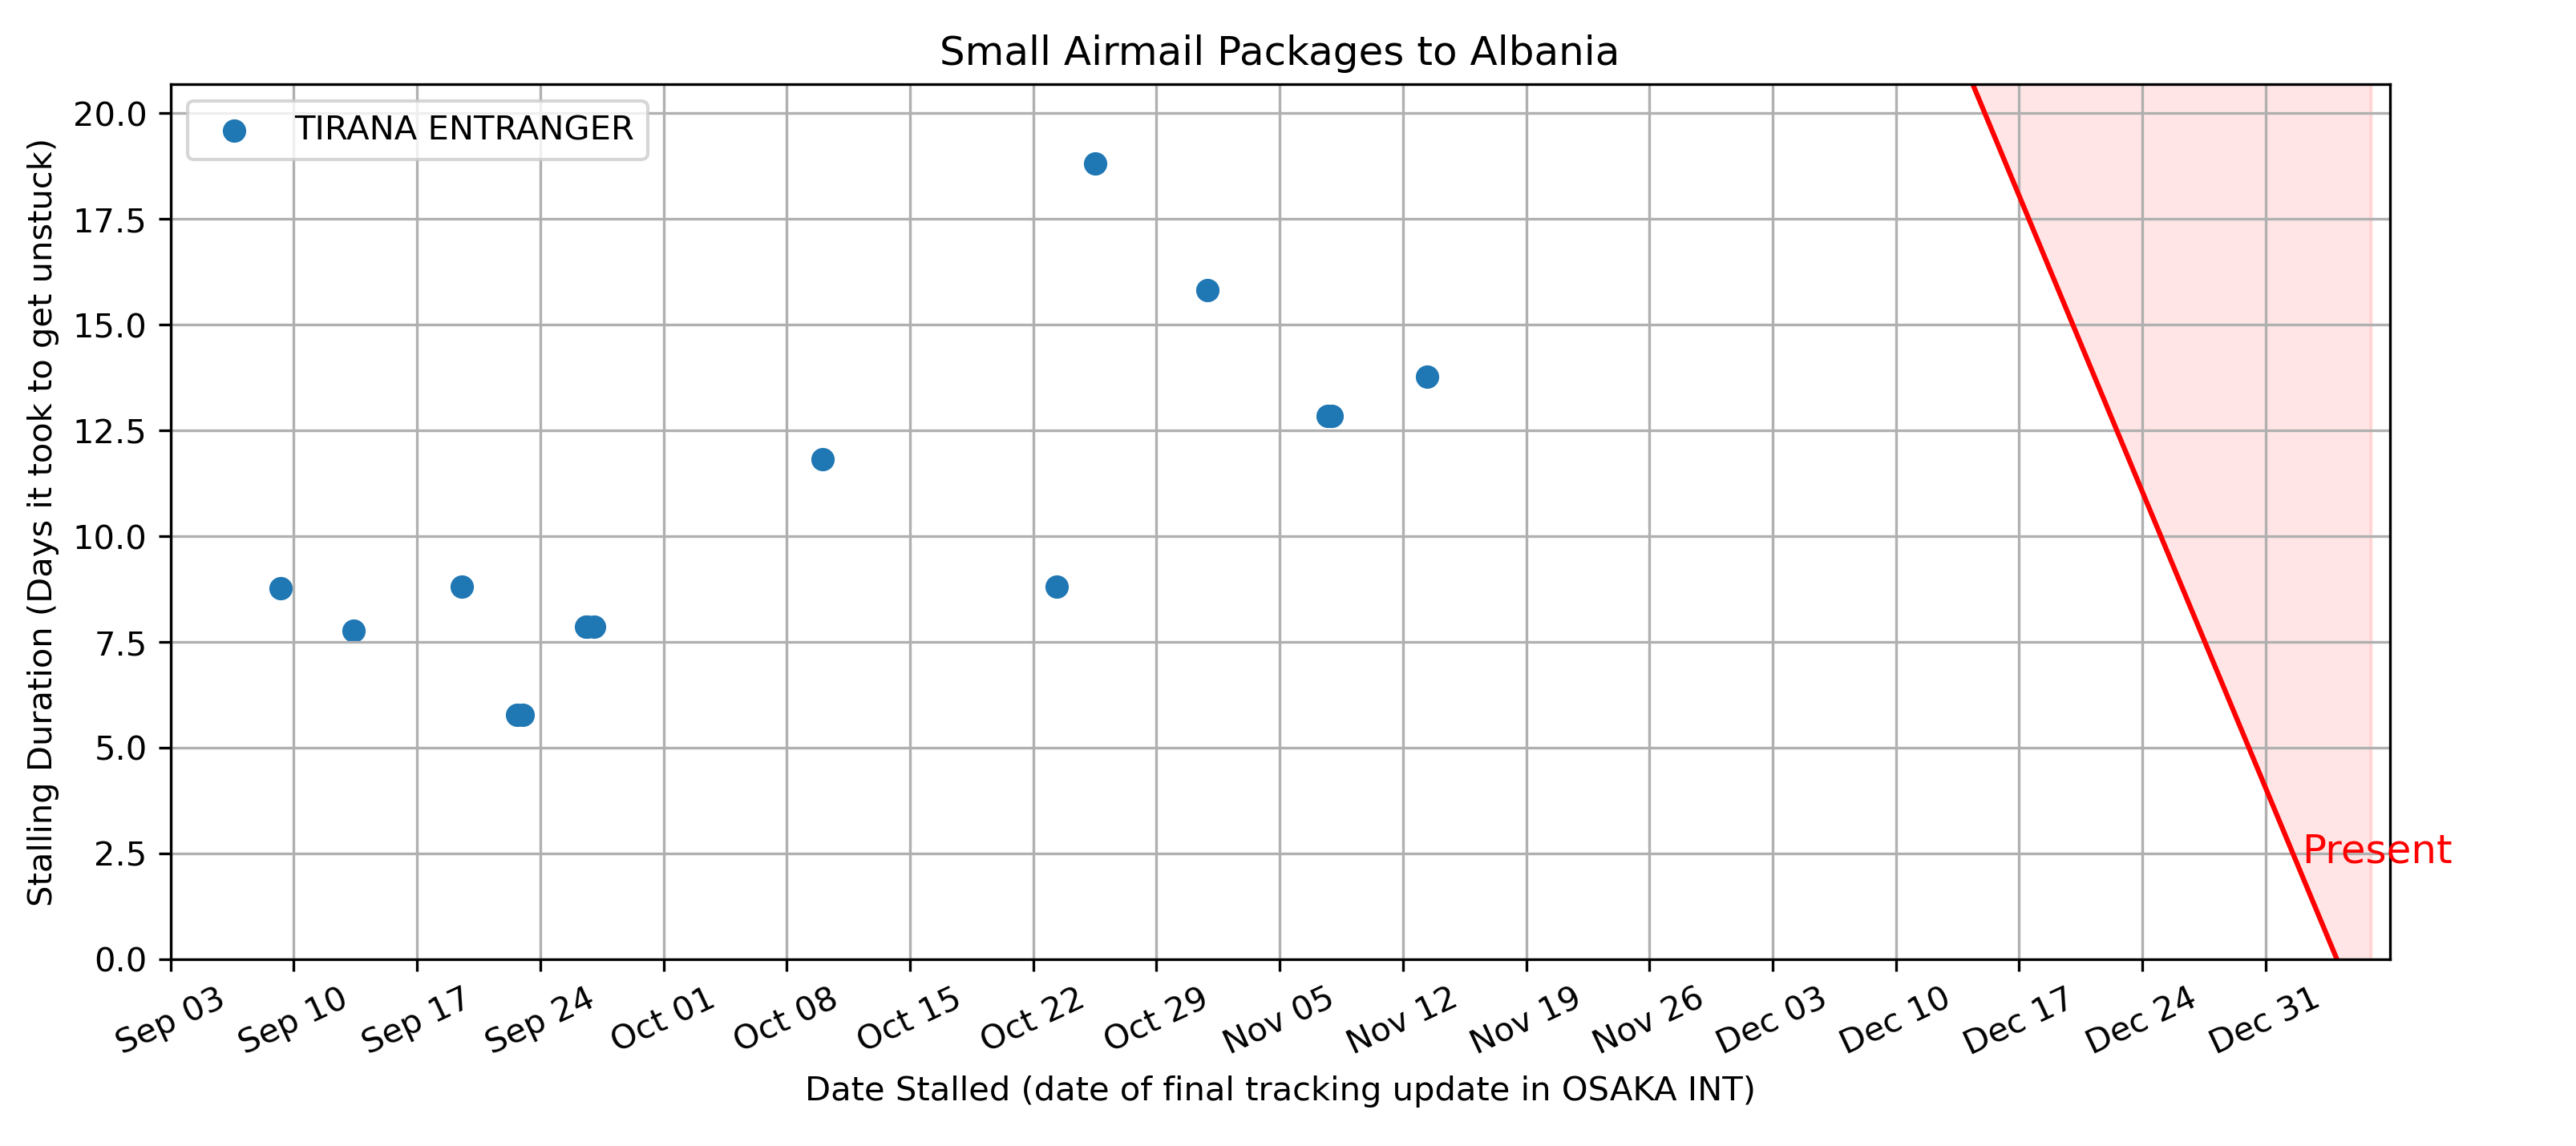 Small Airmail Packages to Albania
TIRANA ENTRANGER
Stalling Duration (Days it took to get unstuck)
20.0
17.5
15.0
12.5
10.0
7.5
5.0
2.5
0.0
Present
Sep 03 Sep 10 Sep 17 Sep 24 Oct 01 Oct 08 Oct 15 Oct 22 Oct 29 Nov 05 Nov 12 Nov 19 Nov 26 Dec 03 Dec 10 Dec 17 Dec 24 Dec 31
Date Stalled (date of final tracking update in OSAKA INT)